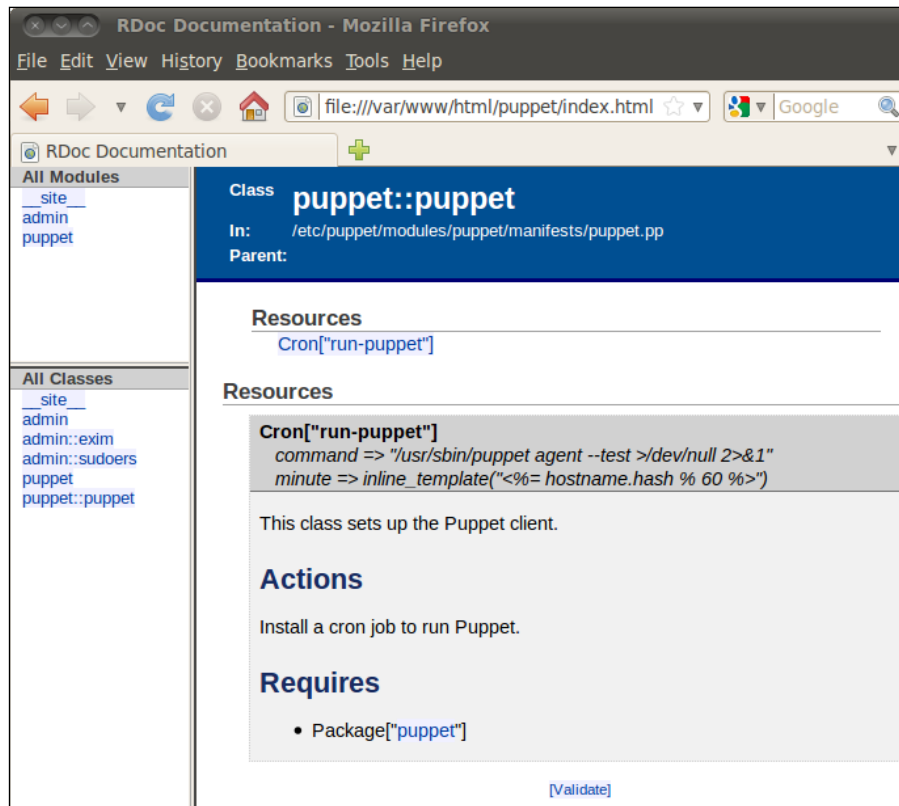 RDoc Documentation - Mozilla Firefox
File Edit View History Bookmarks Tools Help
file:///var/www/html/puppet/index.html
Google
RDoc Documentation
All Modules
__site__
admin
puppet
All Classes
__site__
admin
admin::exim
admin::sudoers
puppet
puppet::puppet
Class puppet::puppet
In: /etc/puppet/modules/puppet/manifests/puppet.pp
Parent:
Resources
Cron["run-puppet"]
Resources
Cron["run-puppet"]
command => "/usr/sbin/puppet agent --test >/dev/null 2>&1"
minute => inline_template("<%= hostname.hash % 60 %>")
This class sets up the Puppet client.
Actions
Install a cron job to run Puppet.
Requires
• Package["puppet"]
[Validate]